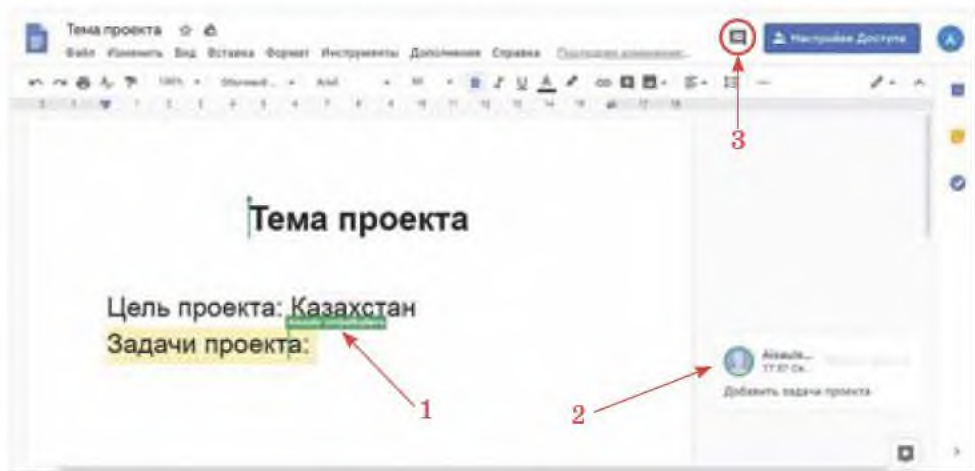 Тема проекта
Файл Изменить Вид Вставка Формат Инструменты Дополнения Справка
Настройки Доступа
100%
3
Тема проекта
Цель проекта: Казахстан
Задачи проекта:
1
2
Добавить задачи проекта